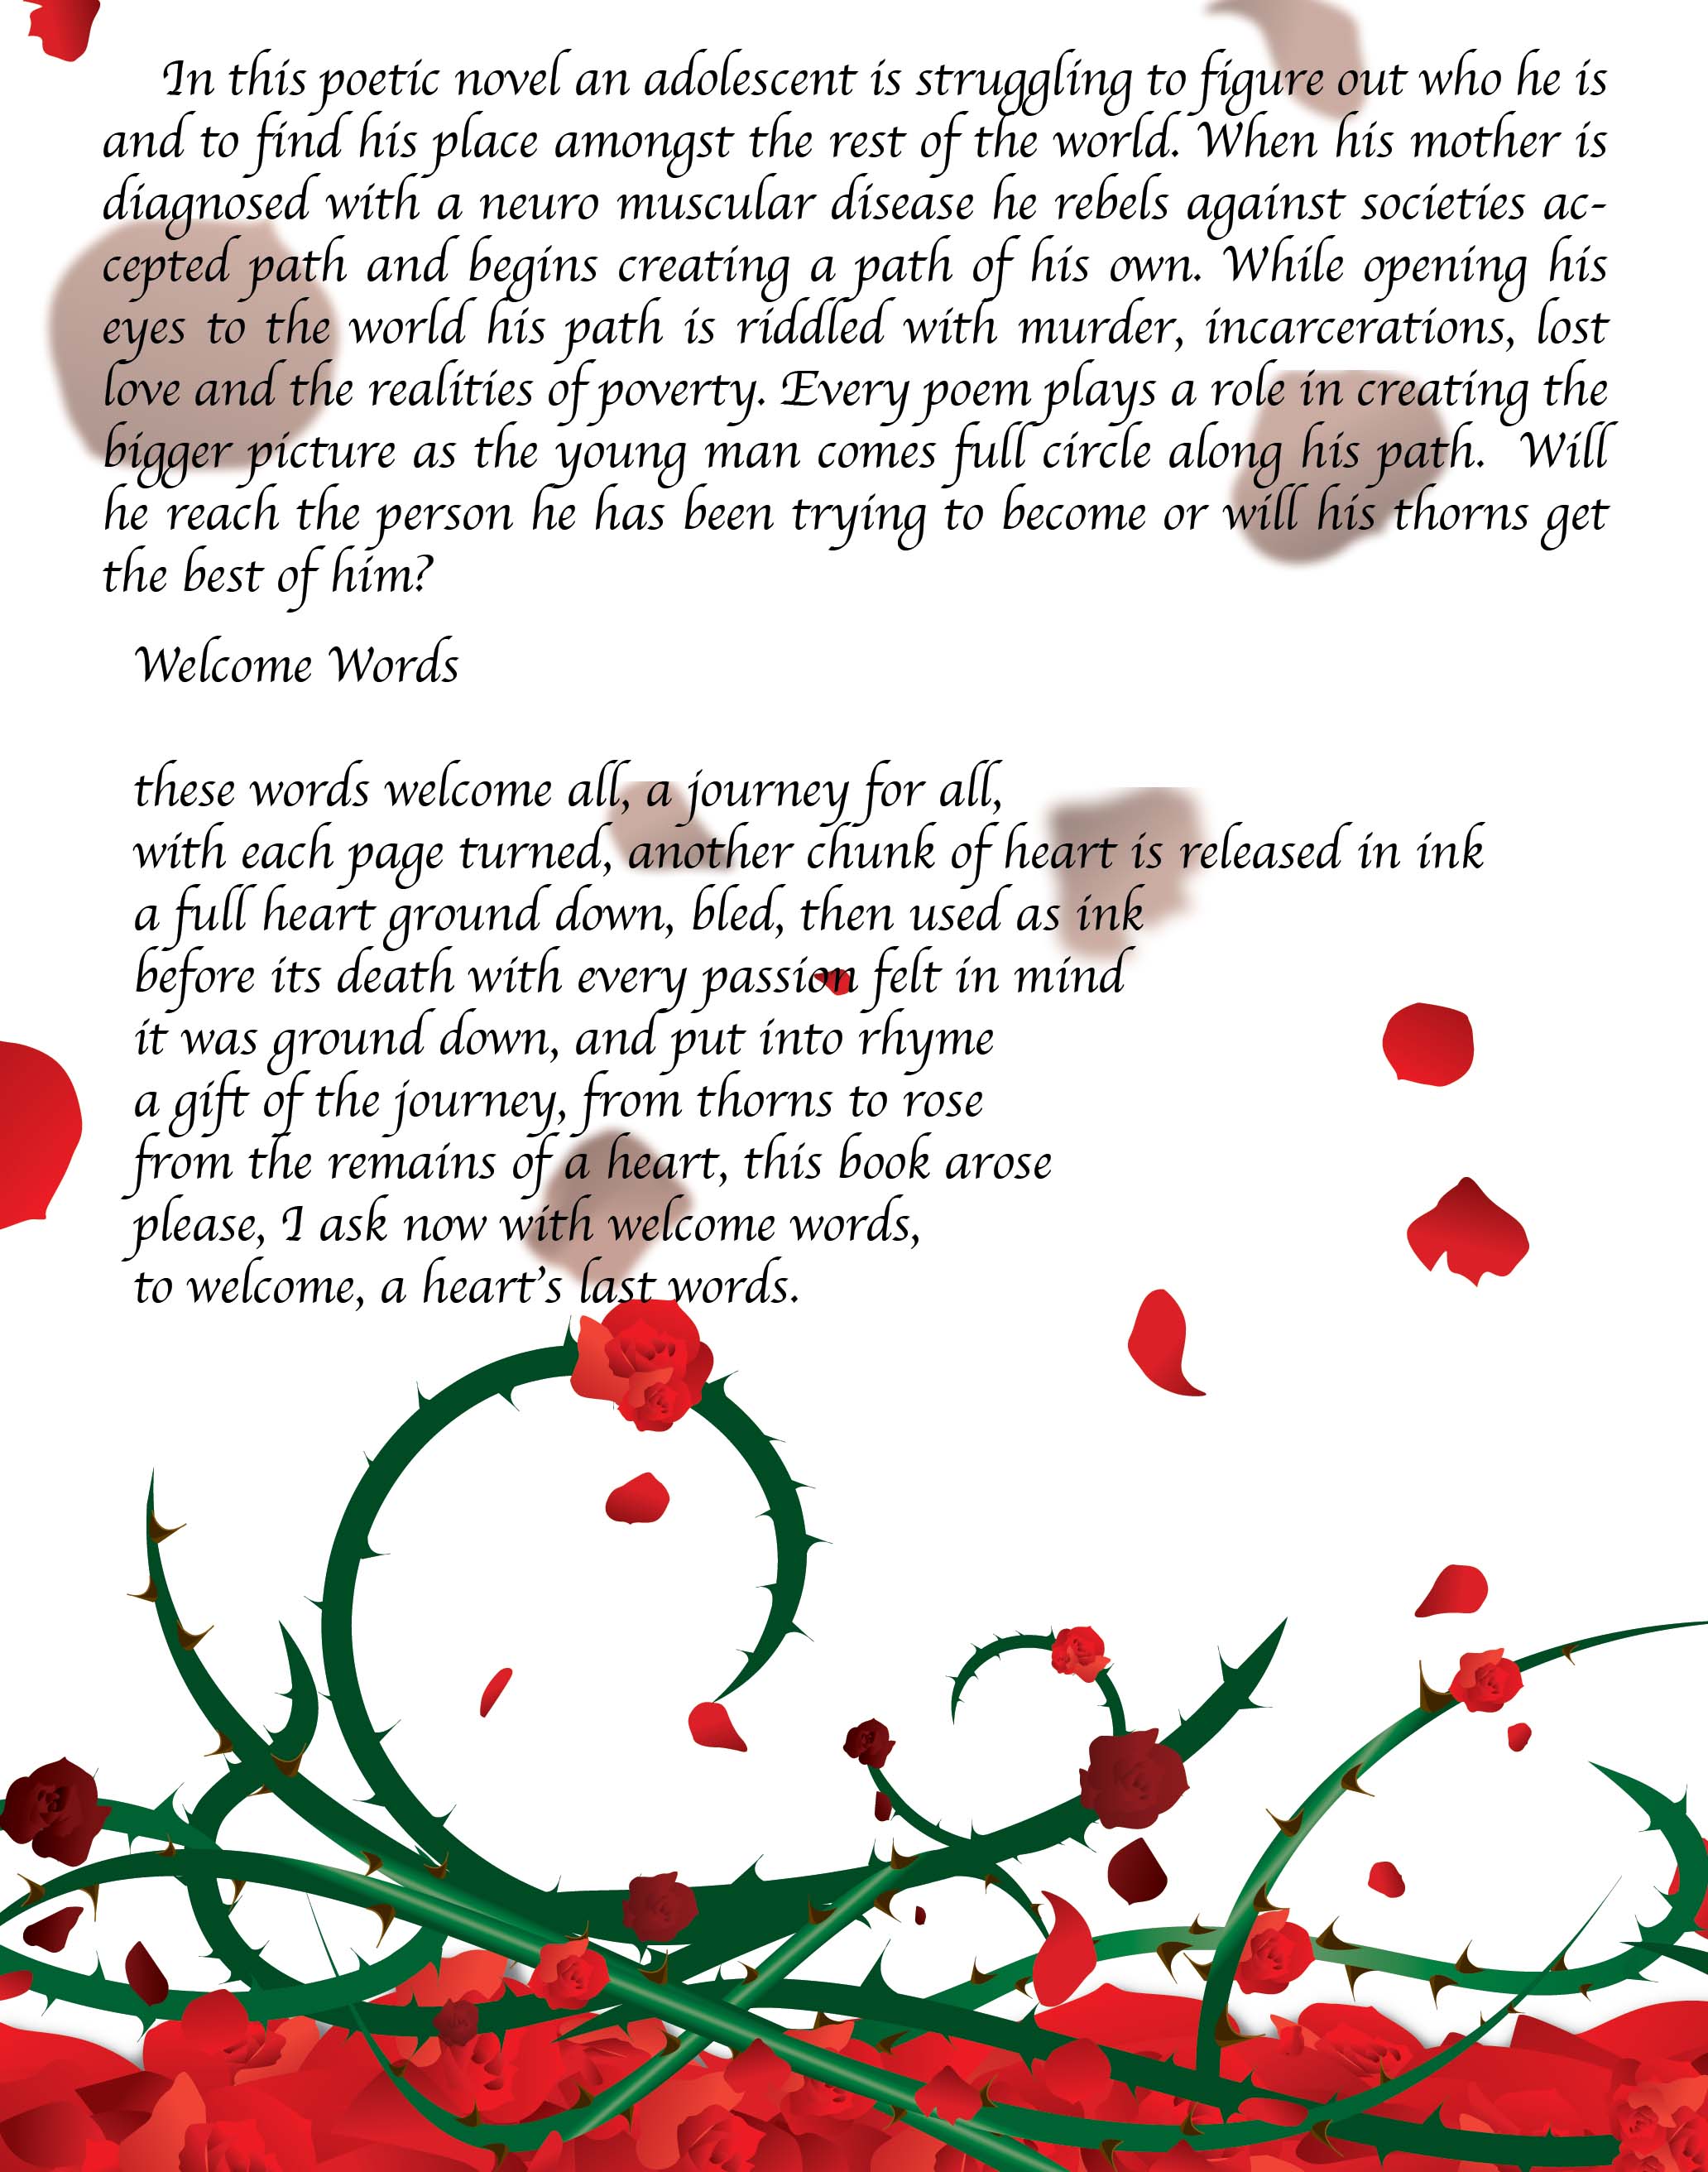 In this poetic novel an adolescent is struggling to figure out who he is
and to find his place amongst the rest of the world. When his mother is
diagnosed with a neuro muscular disease he rebels against societies ac-
cepted path and begins creating a path of his own. While opening his
eyes to the world his path is riddled with murder, incarcerations, lost
love and the realities of poverty. Every poem plays a role in creating the
bigger picture as the young man comes full circle along his path.  Will
he reach the person he has been trying to become or will his thorns get
the best of him?
Welcome Words
these words welcome all, a journey for all,
with each page turned, another chunk of heart is released in ink
a full heart ground down, bled, then used as ink
before its death with every passion felt in mind
it was ground down, and put into rhyme
a gift of the journey, from thorns to rose
from the remains of a heart, this book arose
please, I ask now with welcome words,
to welcome, a heart's last words.